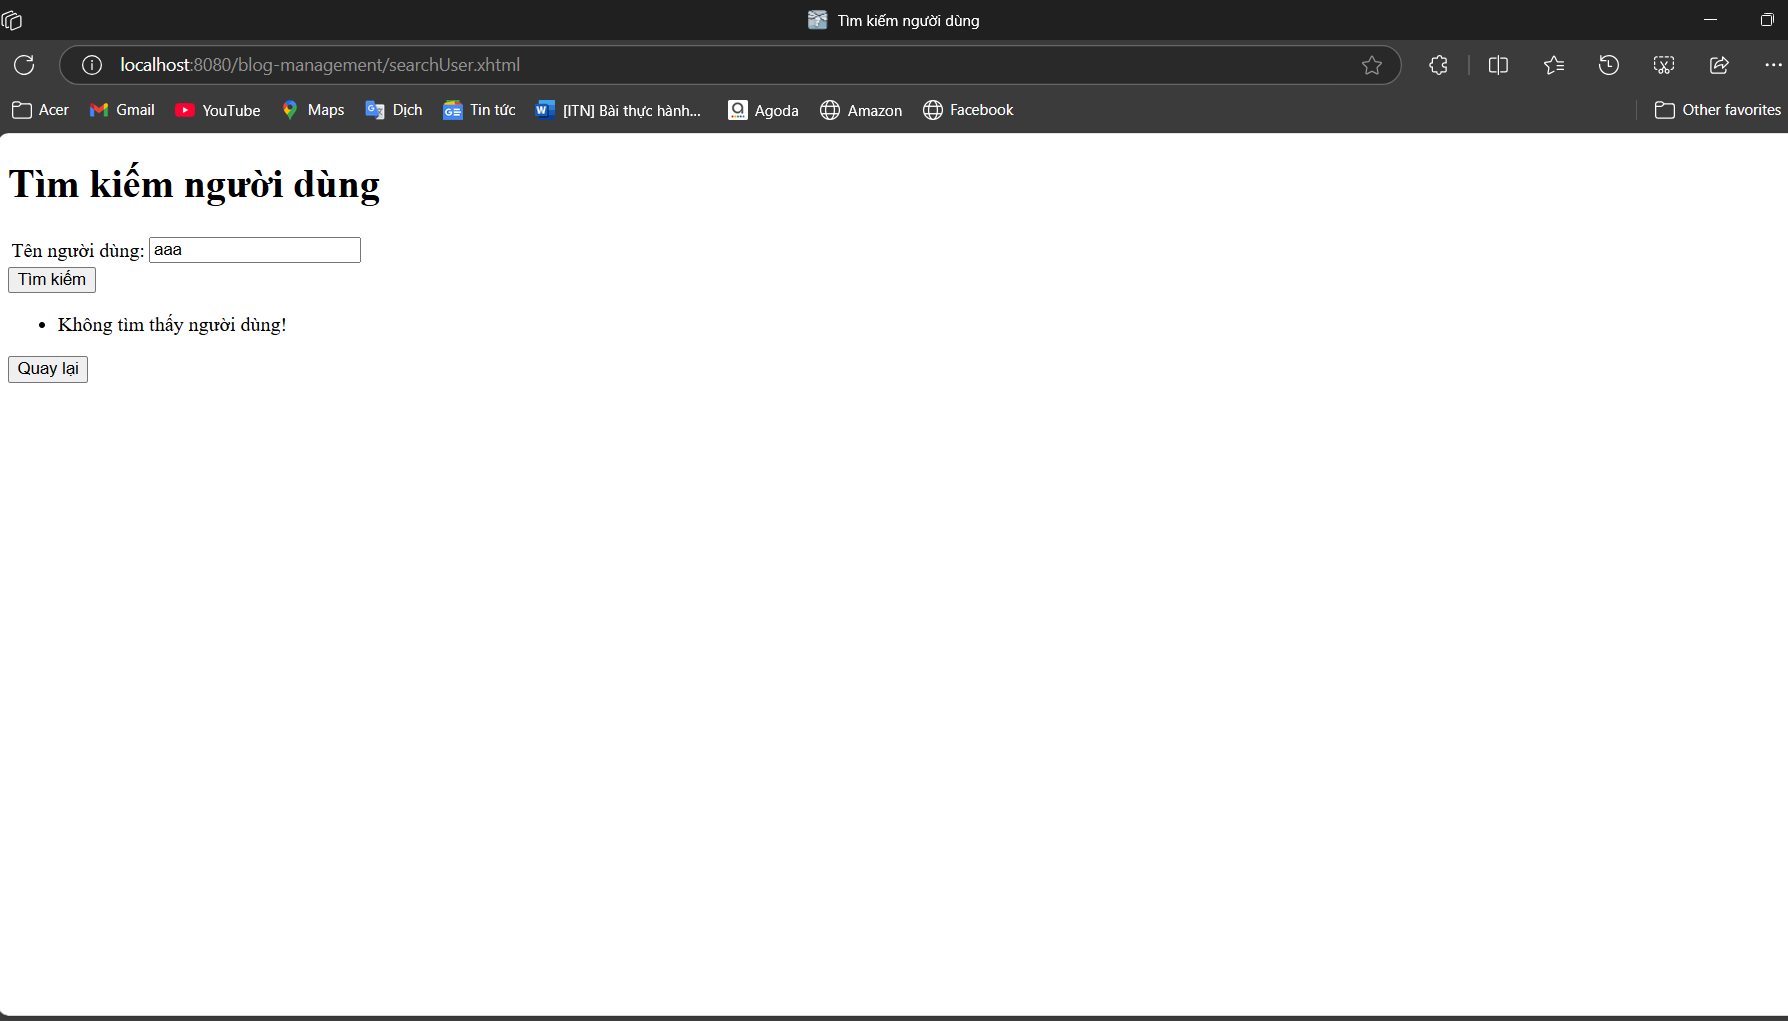 Tìm kiếm người dùng
localhost:8080/blog-management/searchUser.xhtml
Acer Gmail YouTube Maps Dịch Tin tức [ITN] Bài thực hành... Agoda Amazon Facebook Other favorites
Tìm kiếm người dùng
Tên người dùng: aaa
Tìm kiếm
• Không tìm thấy người dùng!
Quay lại